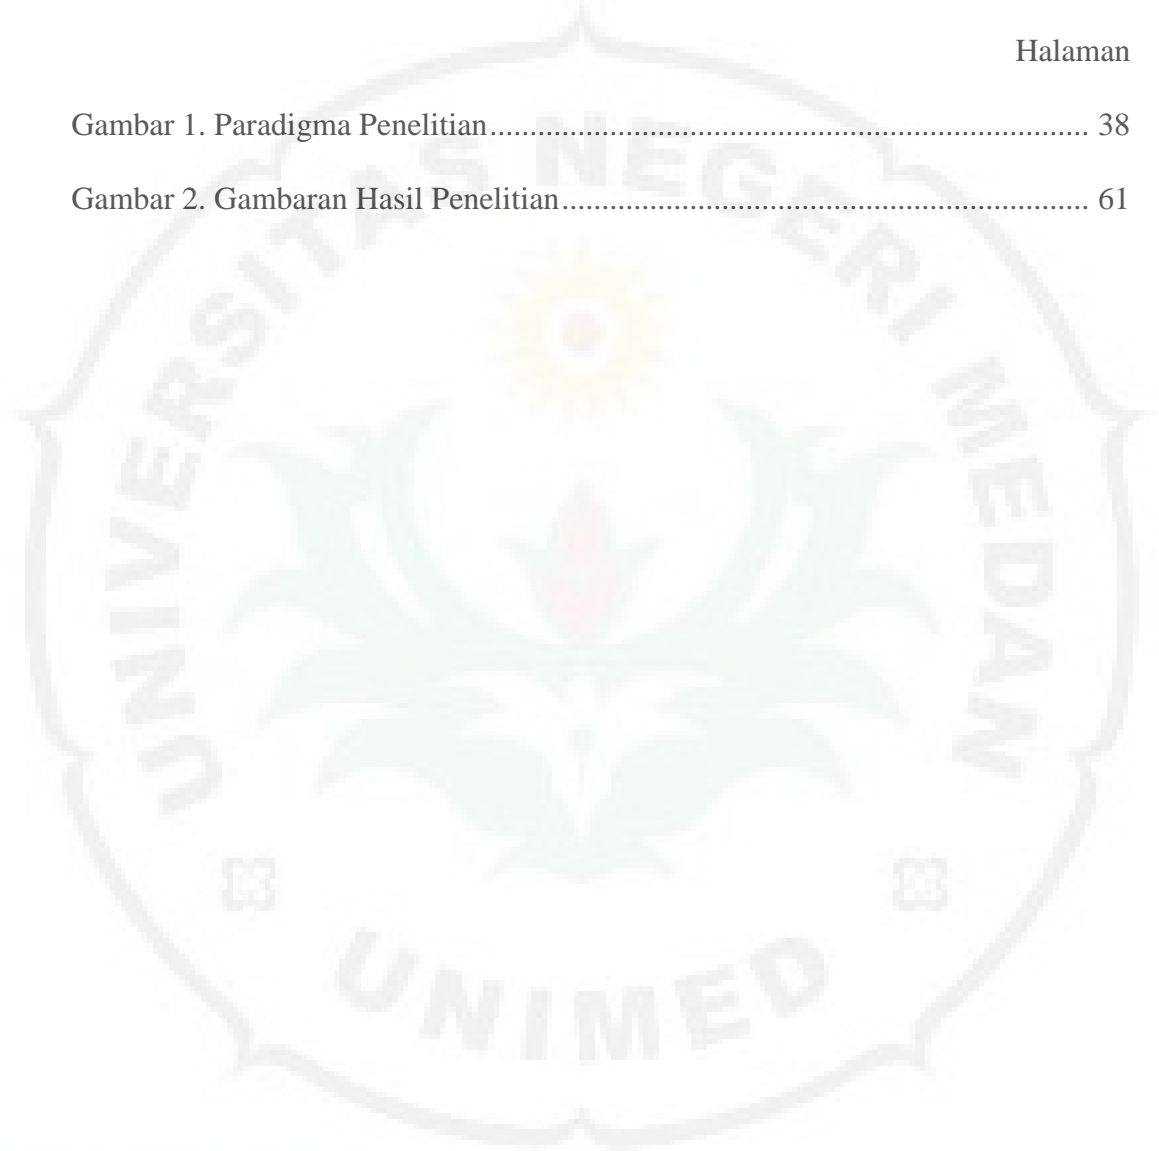 Halaman
Gambar 1. Paradigma Penelitian........................................................................... 38
Gambar 2. Gambaran Hasil Penelitian.................................................................. 61
UNIVERSITAS NEGERI MEDAN
UNIMED